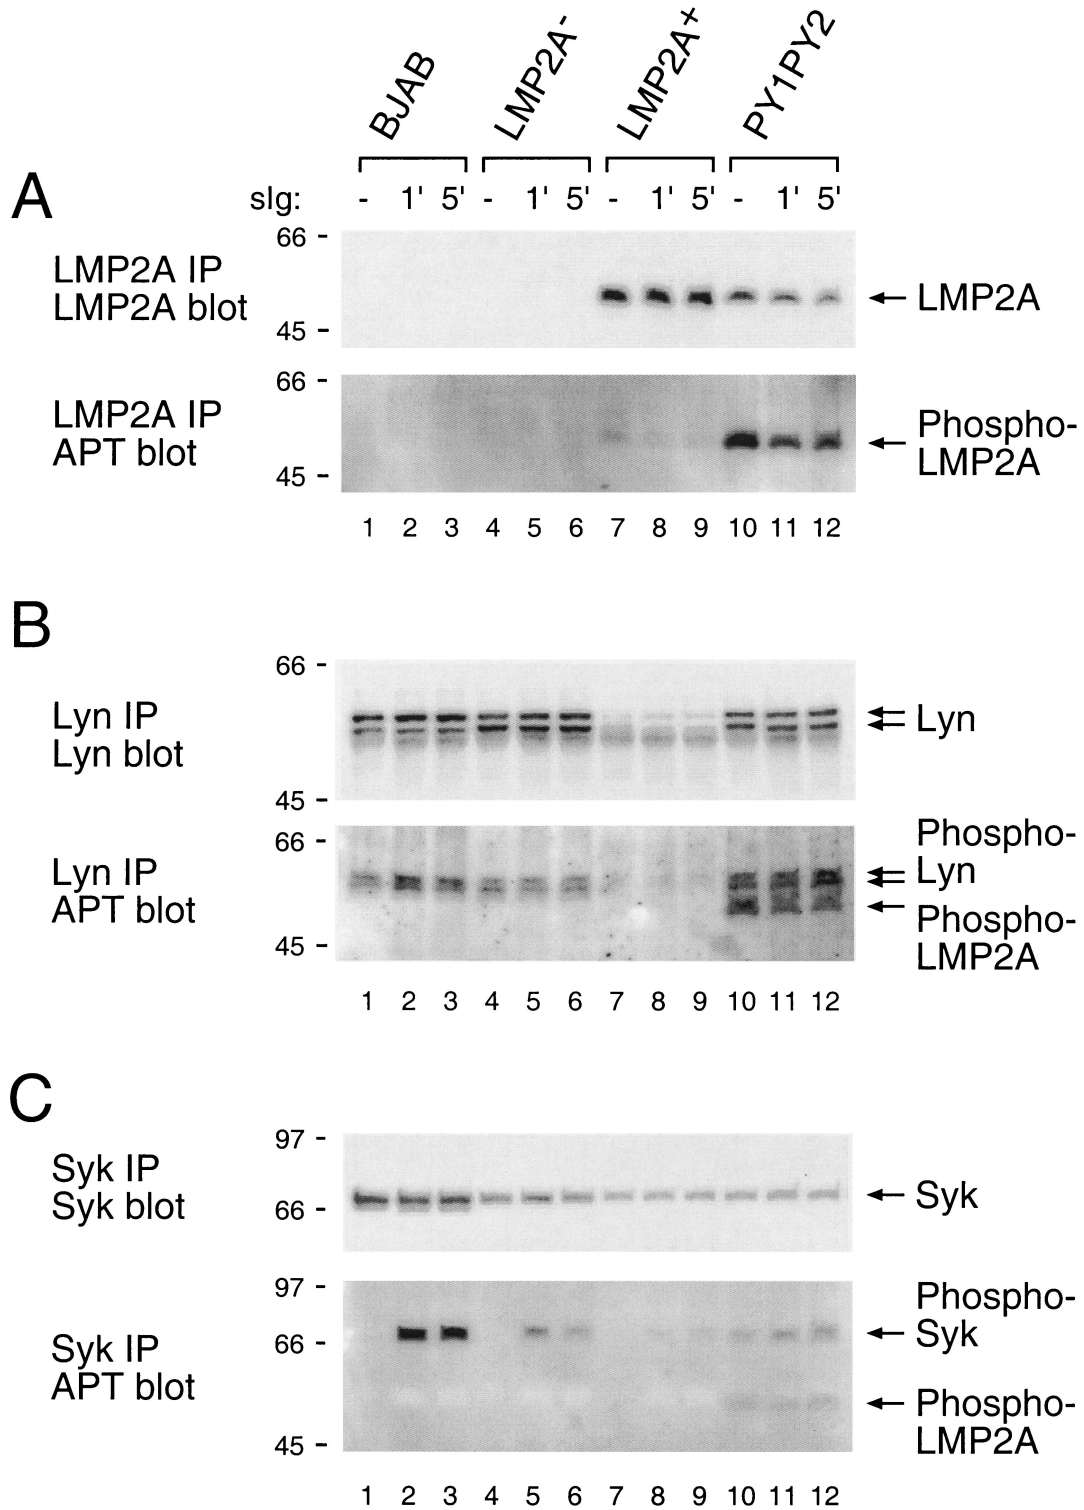 BJAB LMP2A- LMP2A+ PY1PY2
A
sIg: - 1' 5' - 1' 5' - 1' 5' - 1' 5'
66 -
LMP2A IP
LMP2A blot
LMP2A
45 -
66 -
LMP2A IP
APT blot
Phospho-
LMP2A
45 -
1 2 3 4 5 6 7 8 9 10 11 12
B
66 -
Lyn IP
Lyn blot
Lyn
45 -
66 -
Lyn IP
APT blot
Phospho-
Lyn
Phospho-
LMP2A
45 -
1 2 3 4 5 6 7 8 9 10 11 12
C
97 -
Syk IP
Syk blot
Syk
66 -
97 -
Phospho-
Syk
66 -
Syk IP
APT blot
Phospho-
LMP2A
45 -
1 2 3 4 5 6 7 8 9 10 11 12